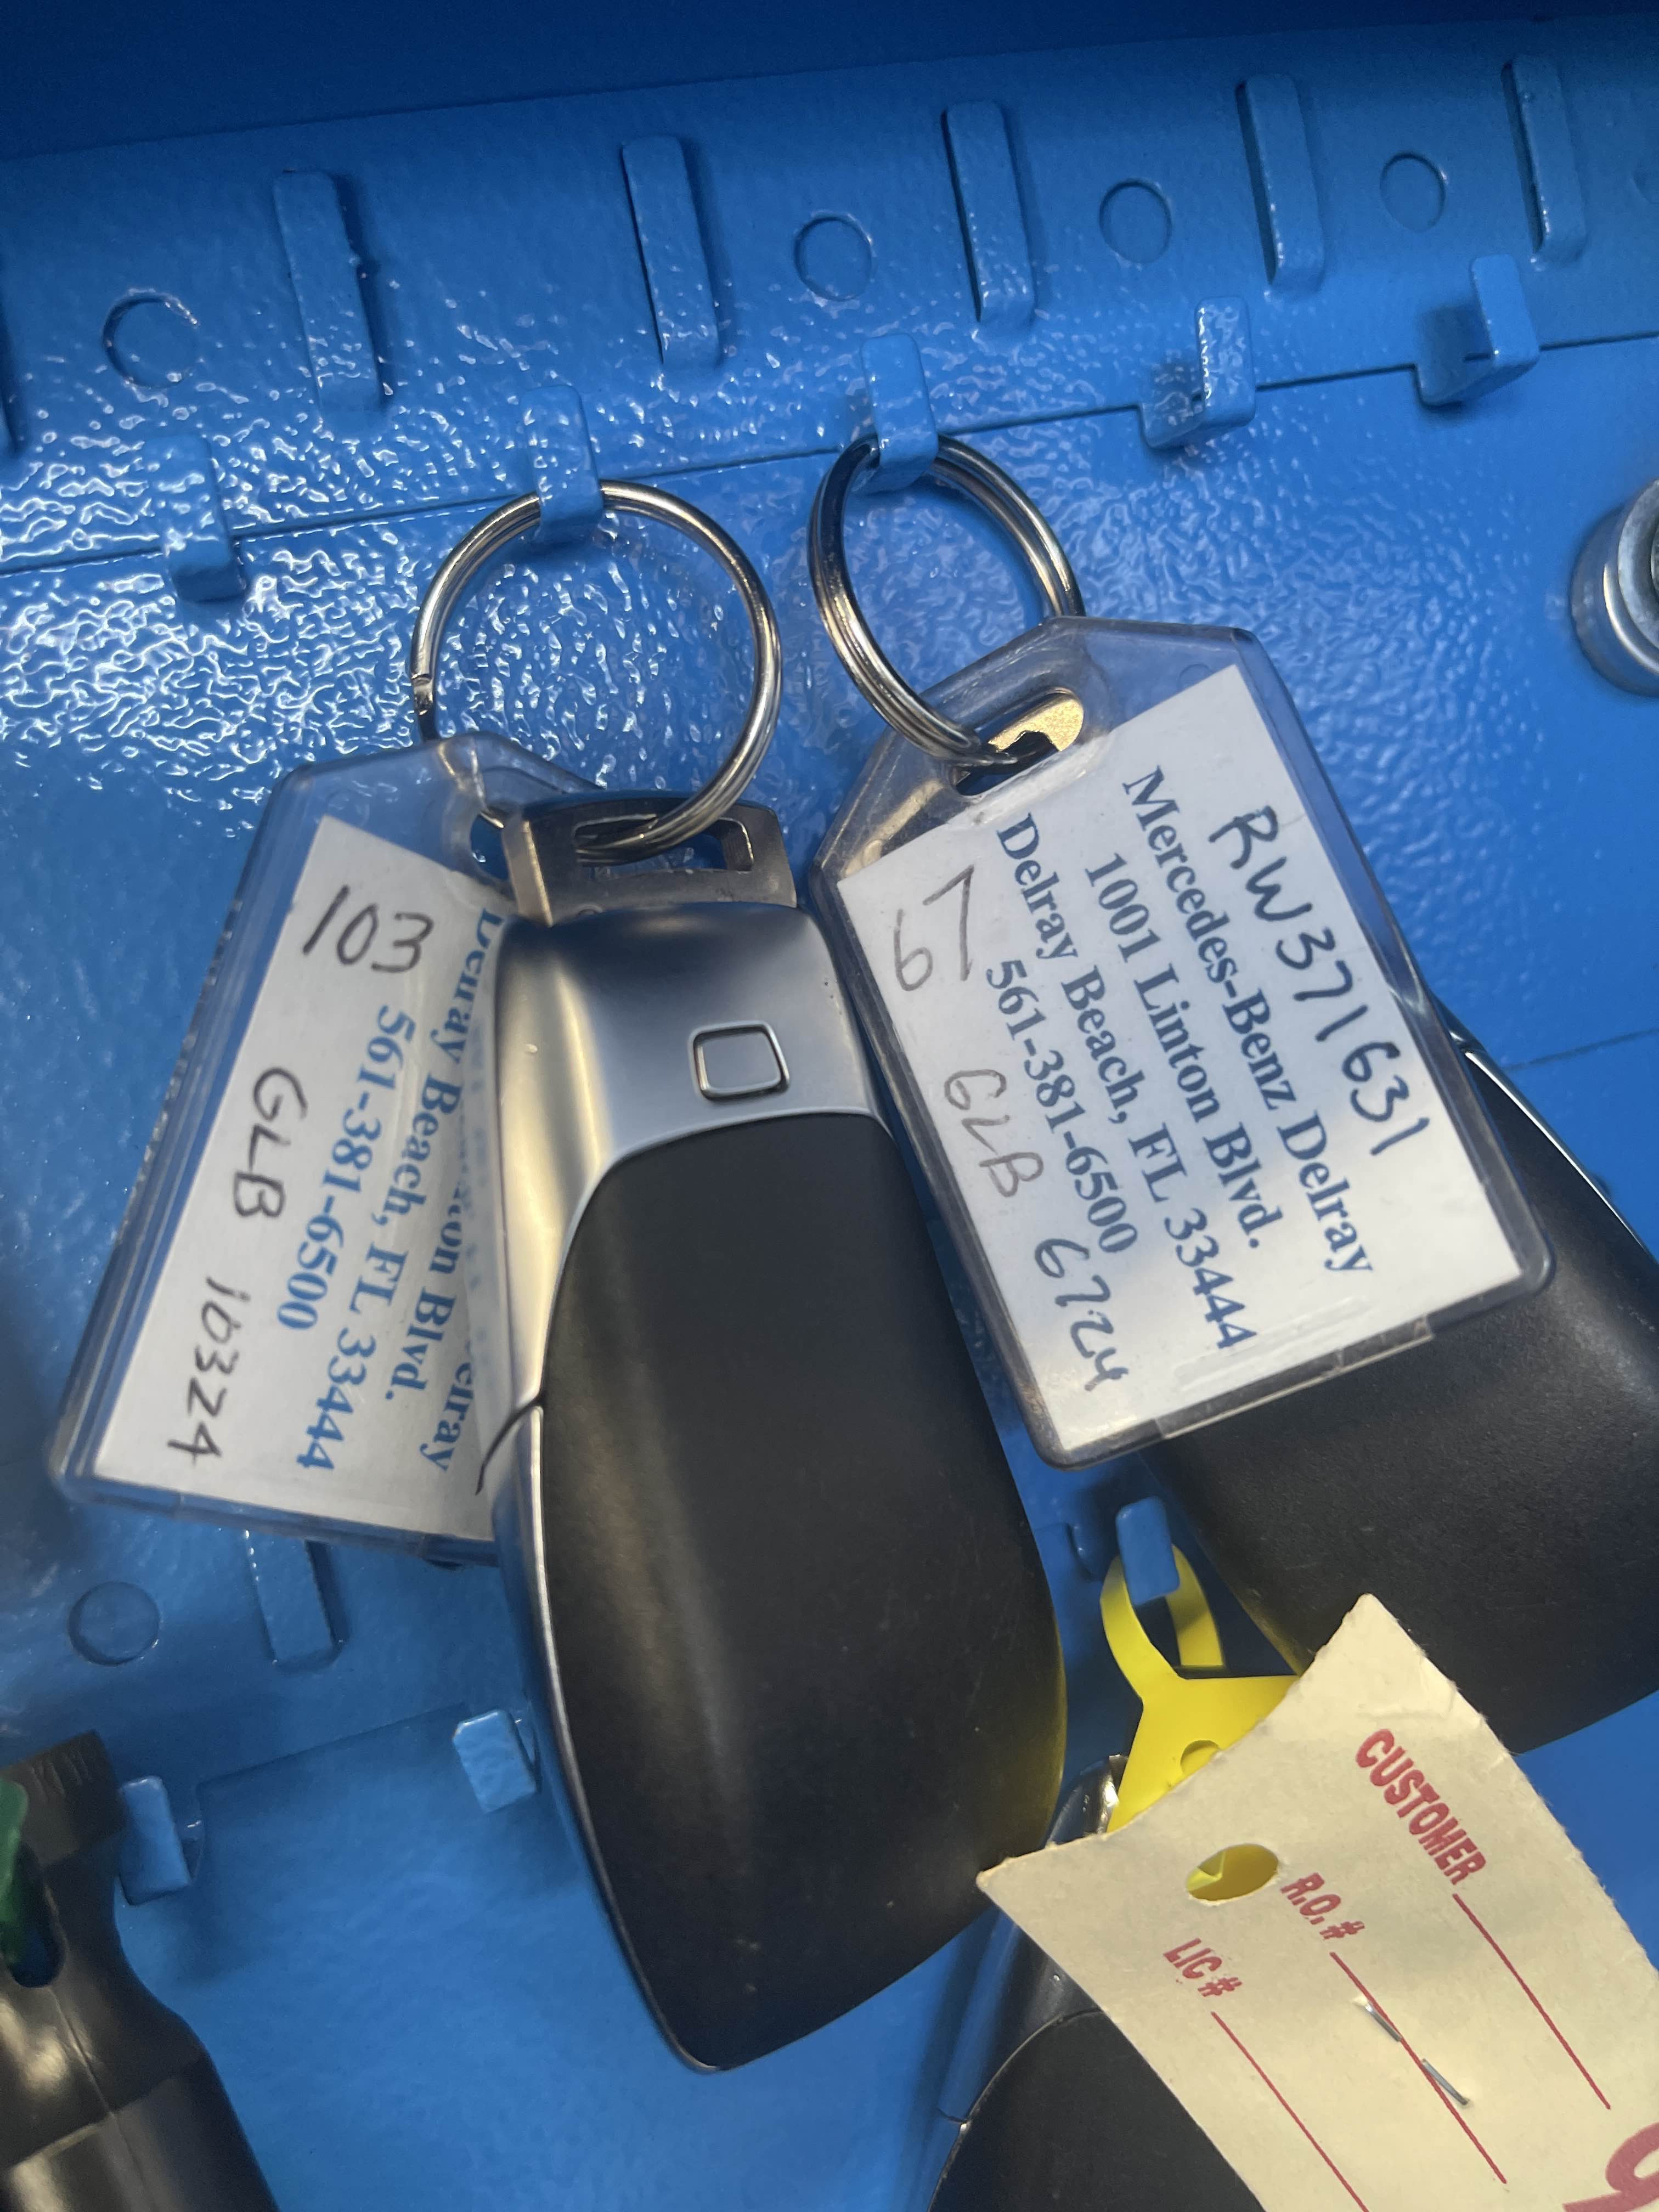 103
Delray Beach, FL 33444
561-381-6500
GLB 10324
RW371631
Mercedes-Benz Delray
1001 Linton Blvd.
Delray Beach, FL 33444
561-381-6500
GLB 6724
CUSTOMER
R.O. #
LIC #